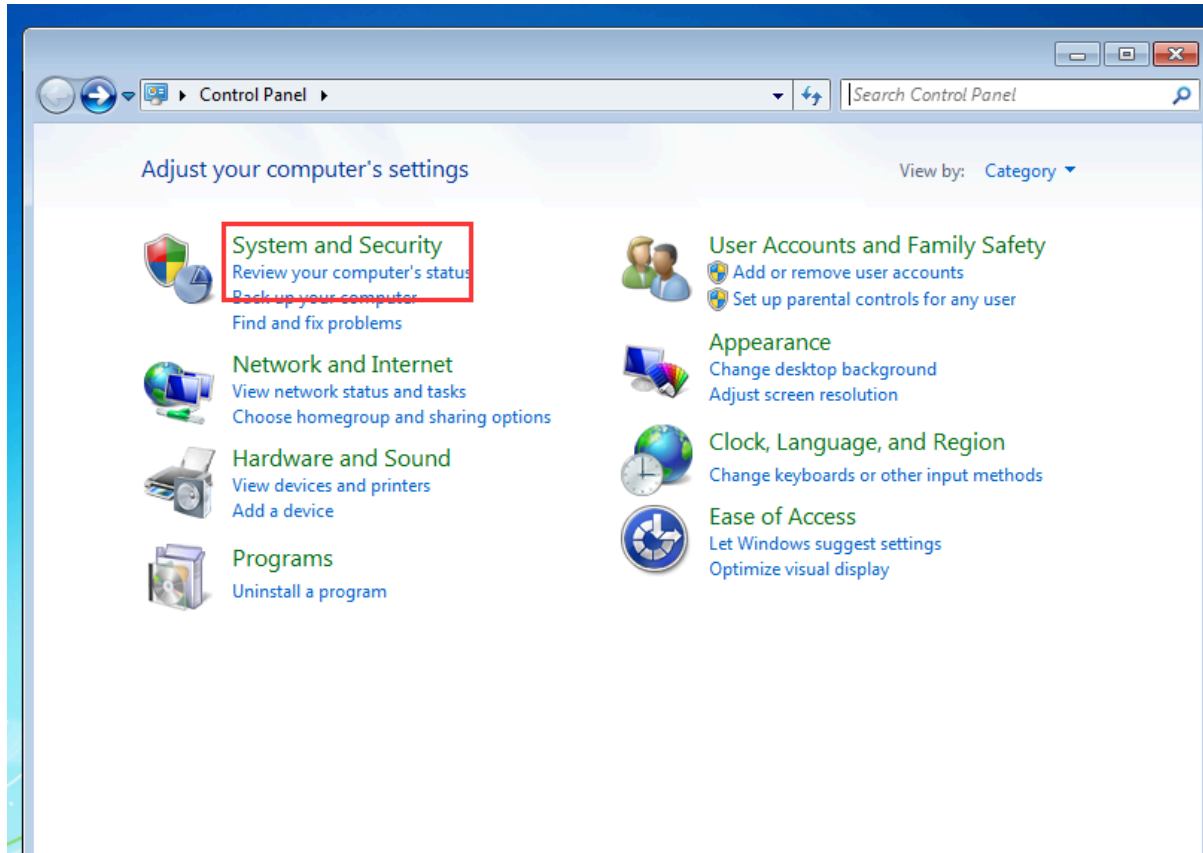 Control Panel
Search Control Panel
Adjust your computer's settings
View by: Category
System and Security
Review your computer's status
Back up your computer
Find and fix problems
Network and Internet
View network status and tasks
Choose homegroup and sharing options
Hardware and Sound
View devices and printers
Add a device
Programs
Uninstall a program
User Accounts and Family Safety
Add or remove user accounts
Set up parental controls for any user
Appearance
Change desktop background
Adjust screen resolution
Clock, Language, and Region
Change keyboards or other input methods
Ease of Access
Let Windows suggest settings
Optimize visual display